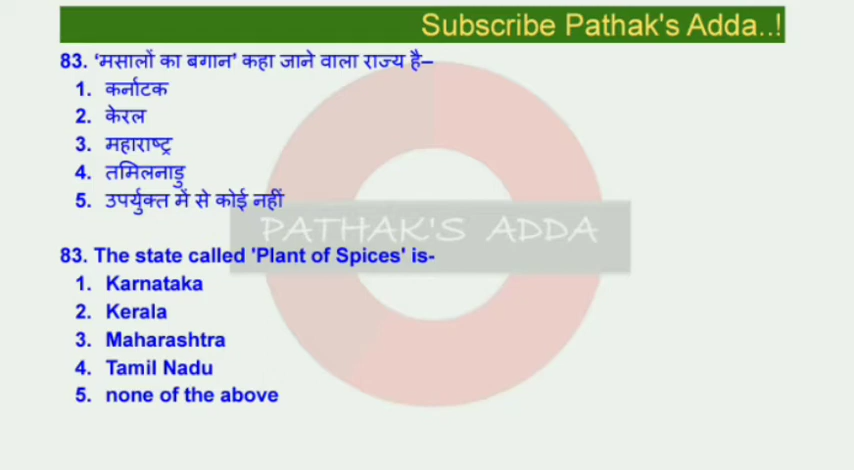 Subscribe Pathak's Adda..!
83. 'मसालों का बगान' कहा जाने वाला राज्य है–
1. कर्नाटक
2. केरल
3. महाराष्ट्र
4. तमिलनाडु
5. उपर्युक्त में से कोई नहीं
PATHAK'S ADDA
83. The state called 'Plant of Spices' is-
1. Karnataka
2. Kerala
3. Maharashtra
4. Tamil Nadu
5. none of the above